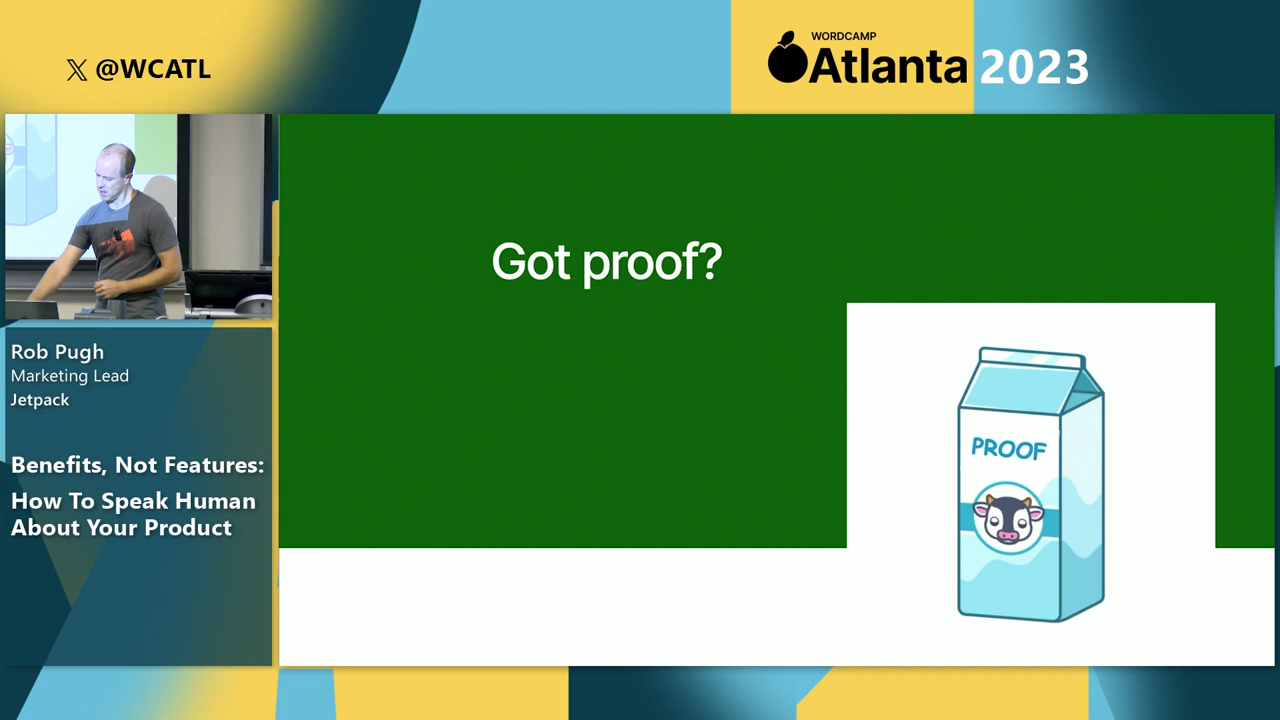 𝕏 @WCATL
WORDCAMP
Atlanta 2023
Rob Pugh
Marketing Lead
Jetpack
Benefits, Not Features:
How To Speak Human
About Your Product
Got proof?
PROOF